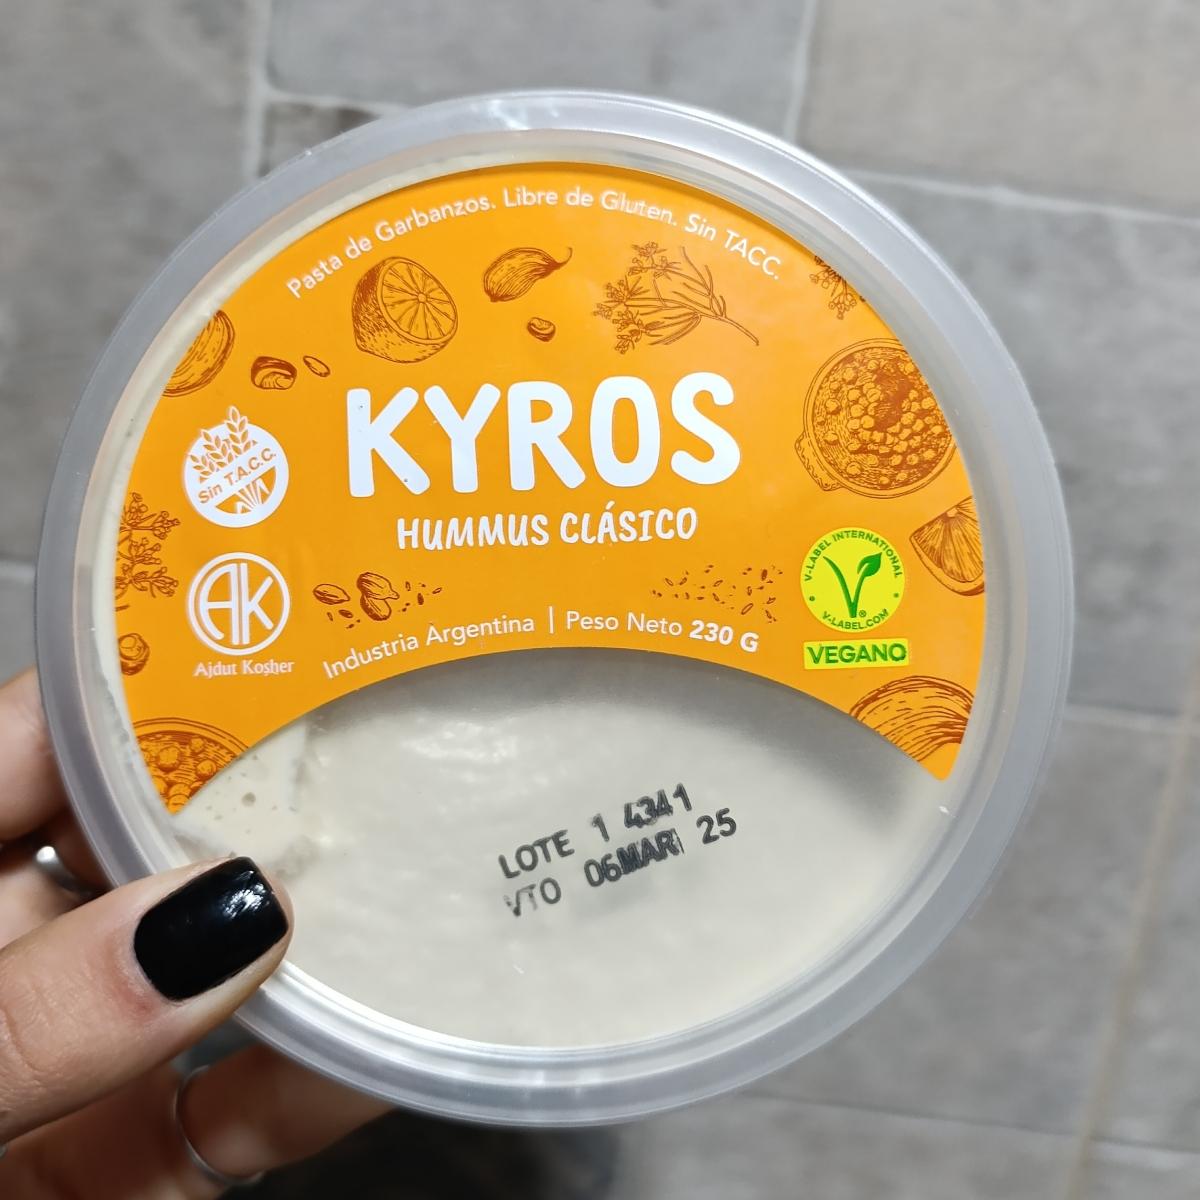 Pasta de Garbanzos. Libre de Gluten. Sin TACC.
KYROS
HUMMUS CLÁSICO
Sin T.A.C.C.
AK
Ajdut Kosher
Industria Argentina | Peso Neto 230 G
V-LABEL INTERNATIONAL
V-LABEL.COM
VEGANO
LOTE 1 4341
VTO 06MAR 25